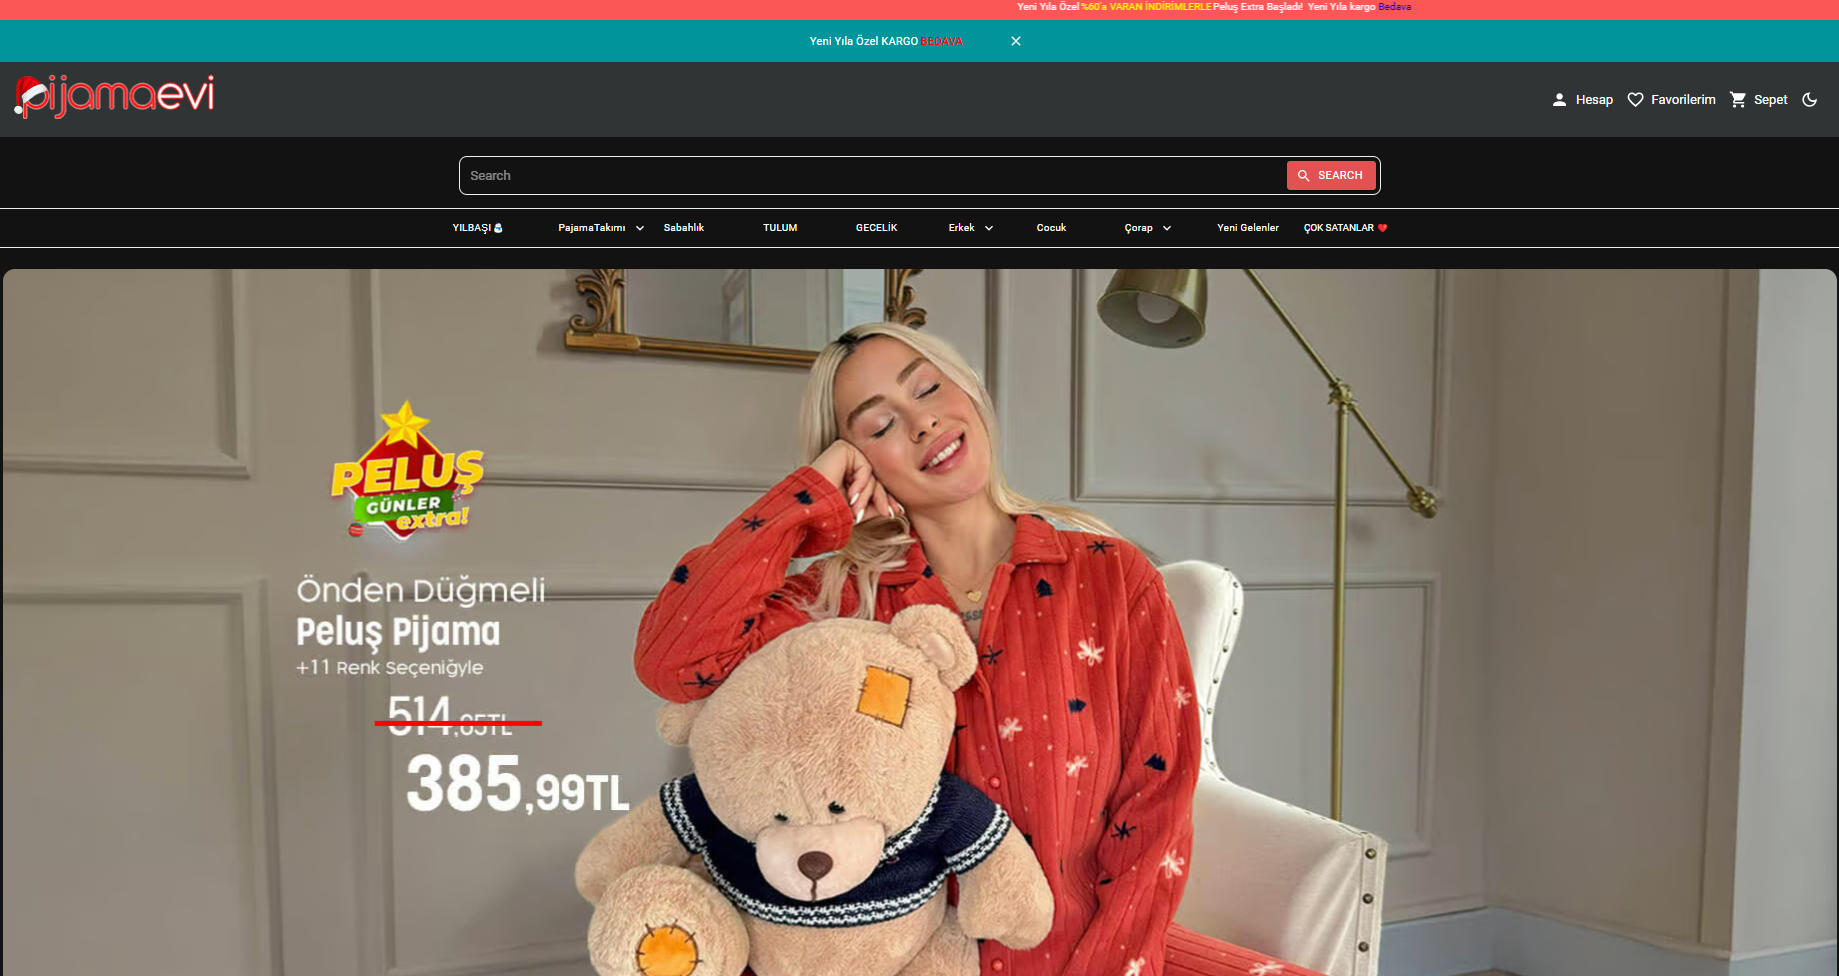 Yeni Yıla Özel %60'a VARAN İNDİRİMLERLE Peluş Extra Başladı! Yeni Yıla kargo Bedava
Yeni Yıla Özel KARGO BEDAVA
pijamaevi
Hesap
Favorilerim
Sepet
Search
SEARCH
YILBAŞI⛄
PajamaTakımı
Sabahlık
TULUM
GECELİK
Erkek
Cocuk
Çorap
Yeni Gelenler
ÇOK SATANLAR ❤️
PELUŞ
GÜNLER
extra!
Önden Düğmeli
Peluş Pijama
+11 Renk Seçeniğyle
514,65TL
385,99TL